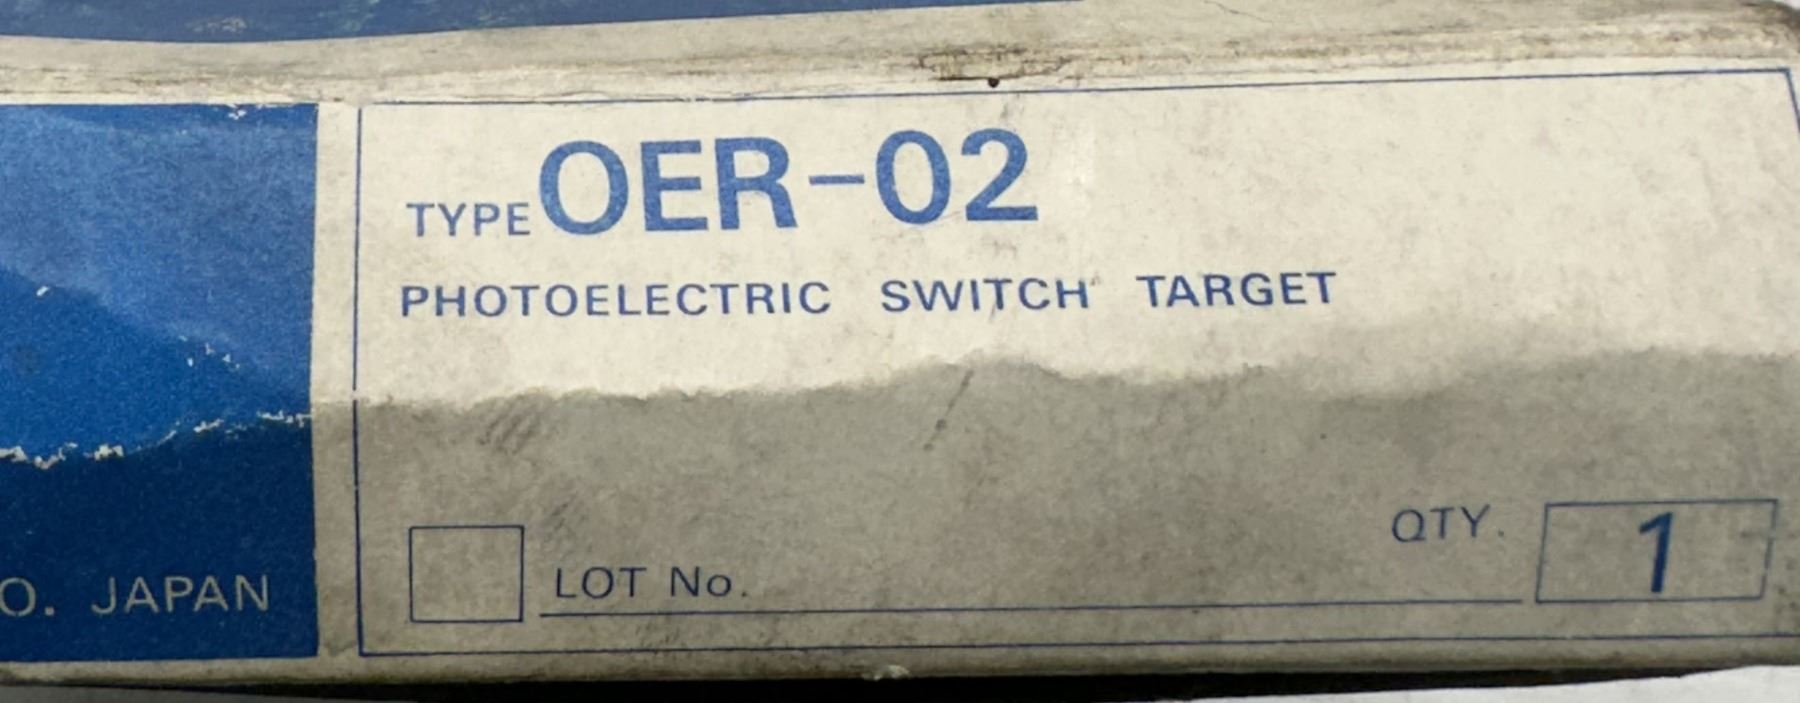 TYPE OER-02
PHOTOELECTRIC SWITCH TARGET
QTY. 1
LOT No.
O. JAPAN